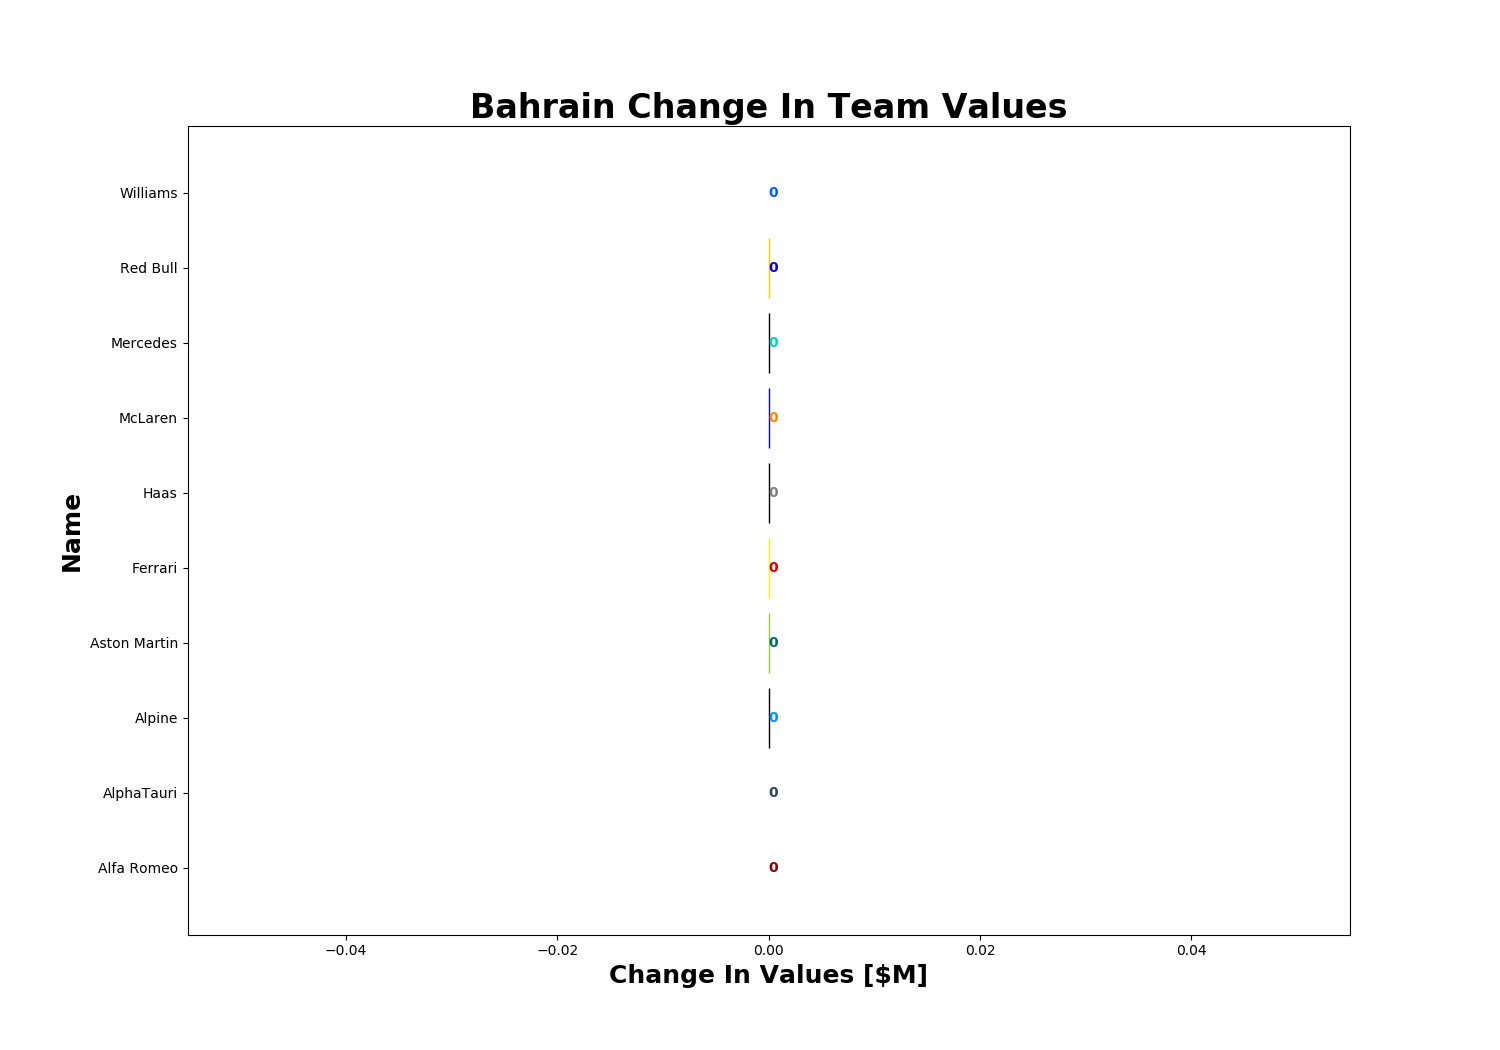 Bahrain Change In Team Values
Williams 0
Red Bull 0
Mercedes 0
McLaren 0
Haas 0
Ferrari 0
Aston Martin 0
Alpine 0
AlphaTauri 0
Alfa Romeo 0
Name
−0.04 −0.02 0.00 0.02 0.04
Change In Values [$M]